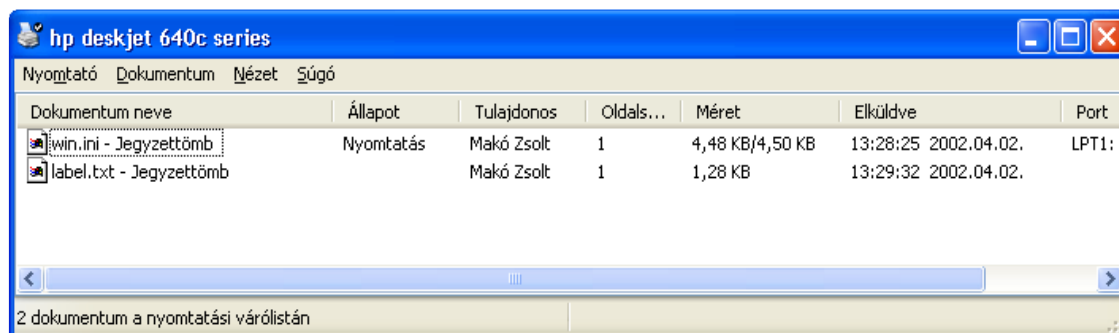 hp deskjet 640c series
Nyomtató Dokumentum Nézet Súgó
Dokumentum neve Állapot Tulajdonos Oldals... Méret Elküldve Port
win.ini - Jegyzettömb Nyomtatás Makó Zsolt 1 4,48 KB/4,50 KB 13:28:25 2002.04.02. LPT1:
label.txt - Jegyzettömb Makó Zsolt 1 1,28 KB 13:29:32 2002.04.02.
2 dokumentum a nyomtatási várólistán